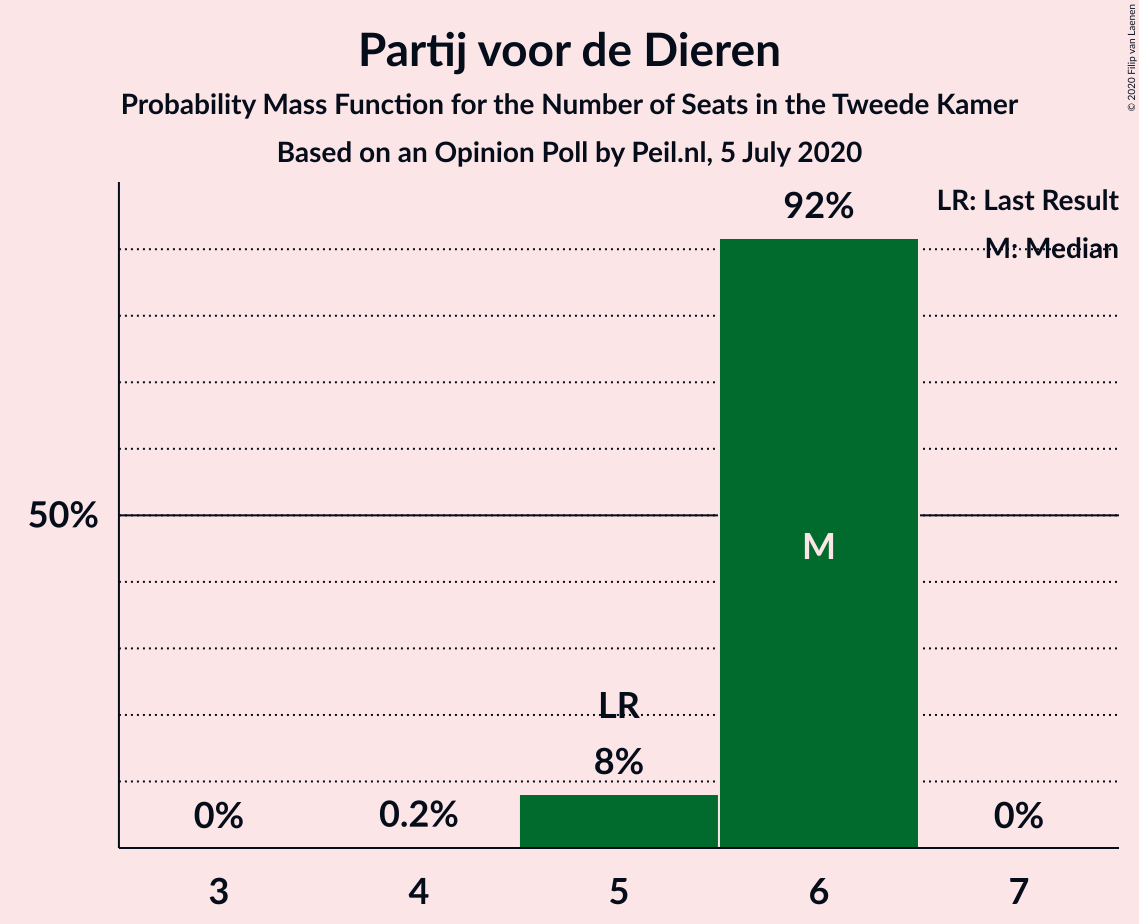 Partij voor de Dieren
Probability Mass Function for the Number of Seats in the Tweede Kamer
Based on an Opinion Poll by Peil.nl, 5 July 2020
© 2020 Filip van Laenen
LR: Last Result
M: Median
92%
50%
M
LR
8%
0%
0.2%
0%
3
4
5
6
7